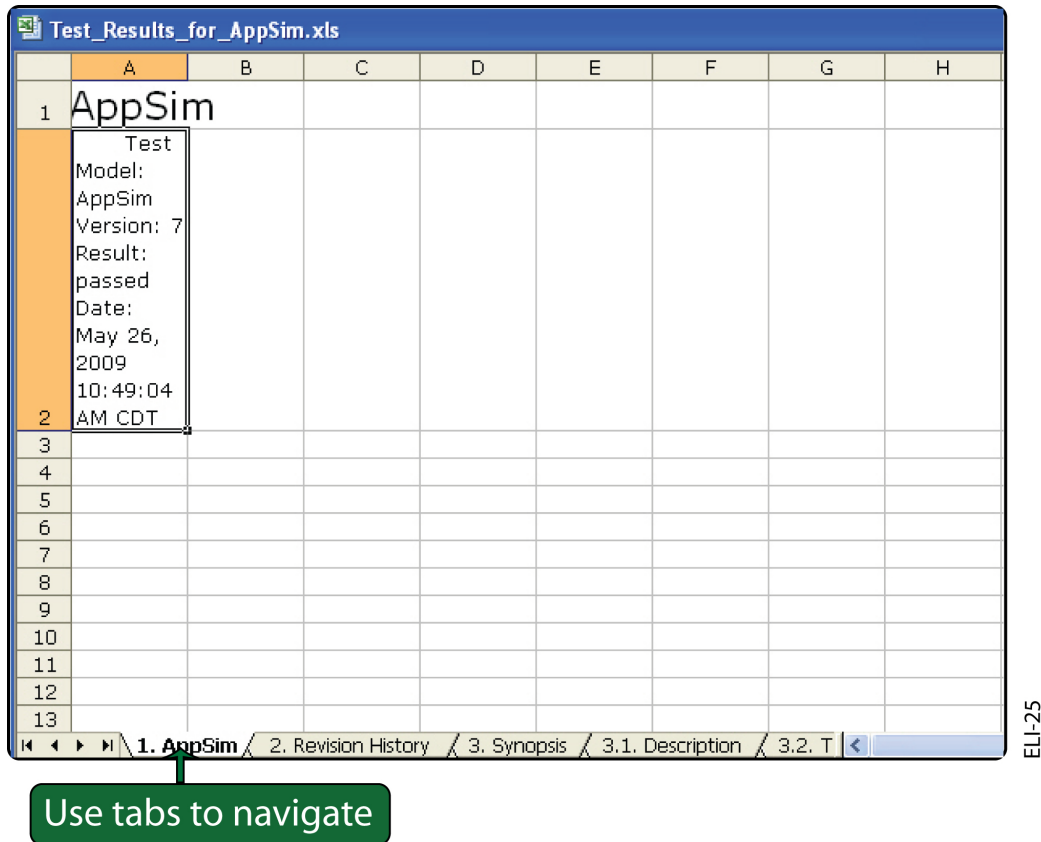 Test_Results_for_AppSim.xls
A B C D E F G H
1 AppSim
Test
Model:
AppSim
Version: 7
Result:
passed
Date:
May 26,
2009
10:49:04
2 AM CDT
3
4
5
6
7
8
9
10
11
12
13
1. AppSim 2. Revision History 3. Synopsis 3.1. Description 3.2. T
Use tabs to navigate
ELI-25